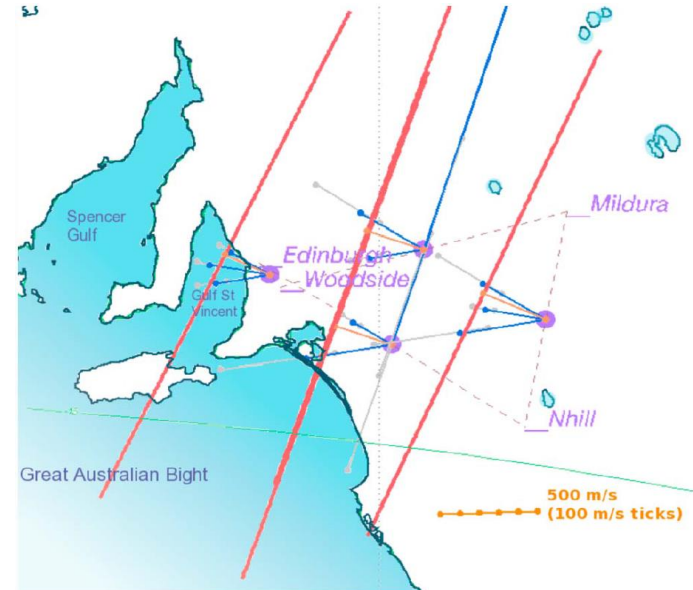 Spencer
Gulf
Mildura
Edinburgh
Woodside
Gulf St
Vincent
Nhill
Great Australian Bight
500 m/s
(100 m/s ticks)